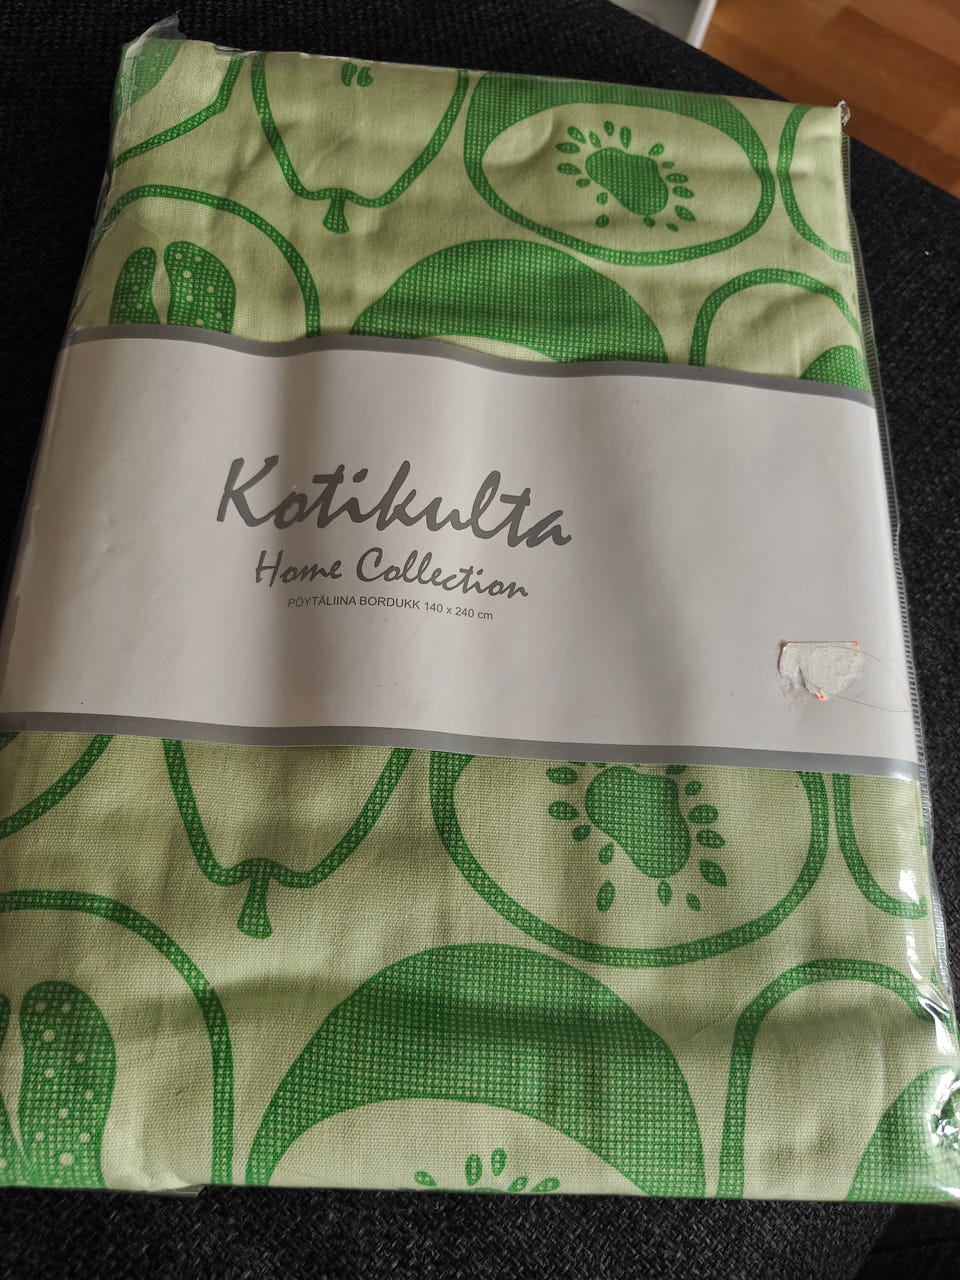 Kotikulta
Home Collection
PÖYTÄLIINA BORDUKK 140 x 240 cm